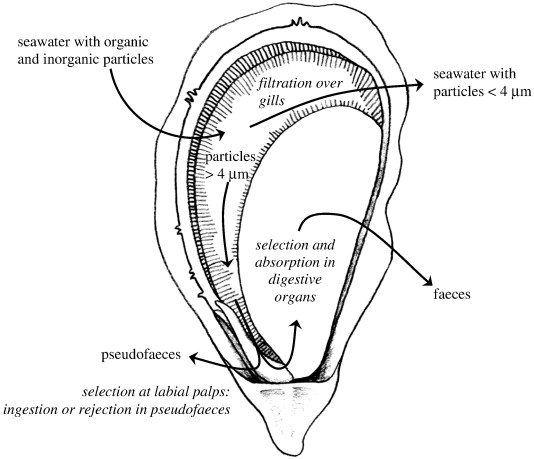 seawater with organic
and inorganic particles
filtration over
gills
seawater with
particles < 4 μm
particles
> 4 μm
selection and
absorption in
digestive
organs
faeces
pseudofaeces
selection at labial palps:
ingestion or rejection in pseudofaeces